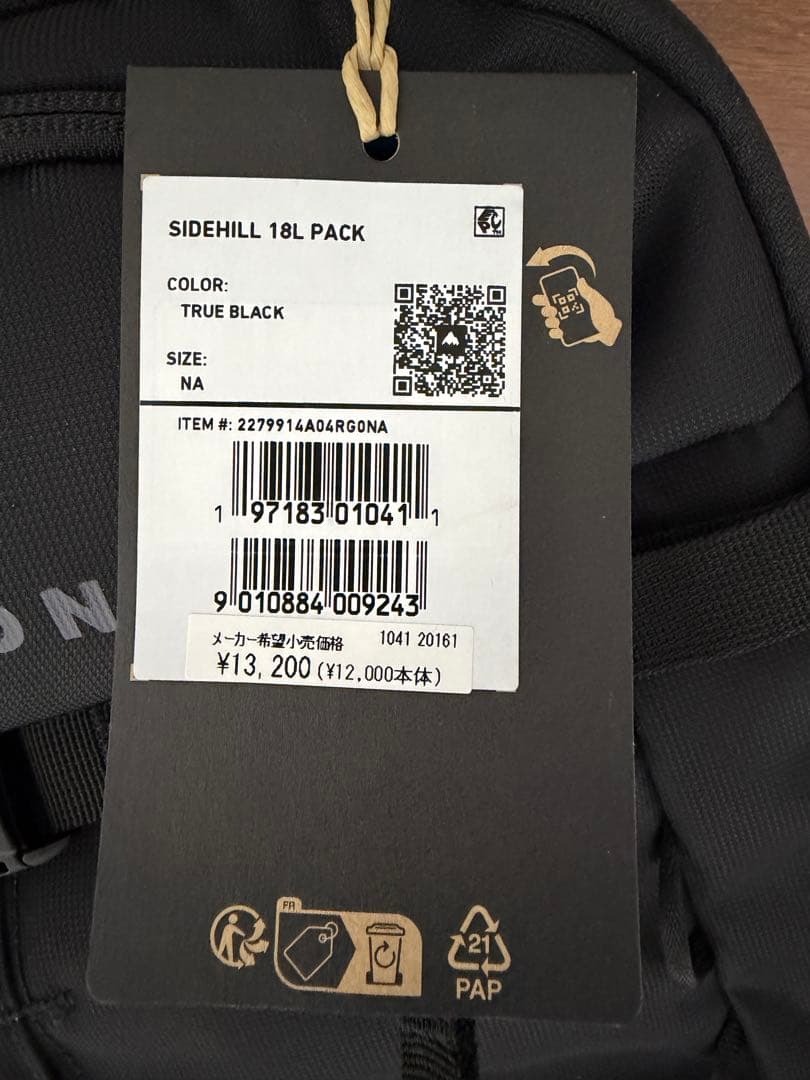 SIDEHILL 18L PACK
COLOR:
TRUE BLACK
SIZE:
NA
ITEM #: 2279914A04RG0NA
1 97183 01041 1
9 010884 009243
メーカー希望小売価格 1041 20161
¥13,200 (¥12,000本体)
ON
FR
21
PAP